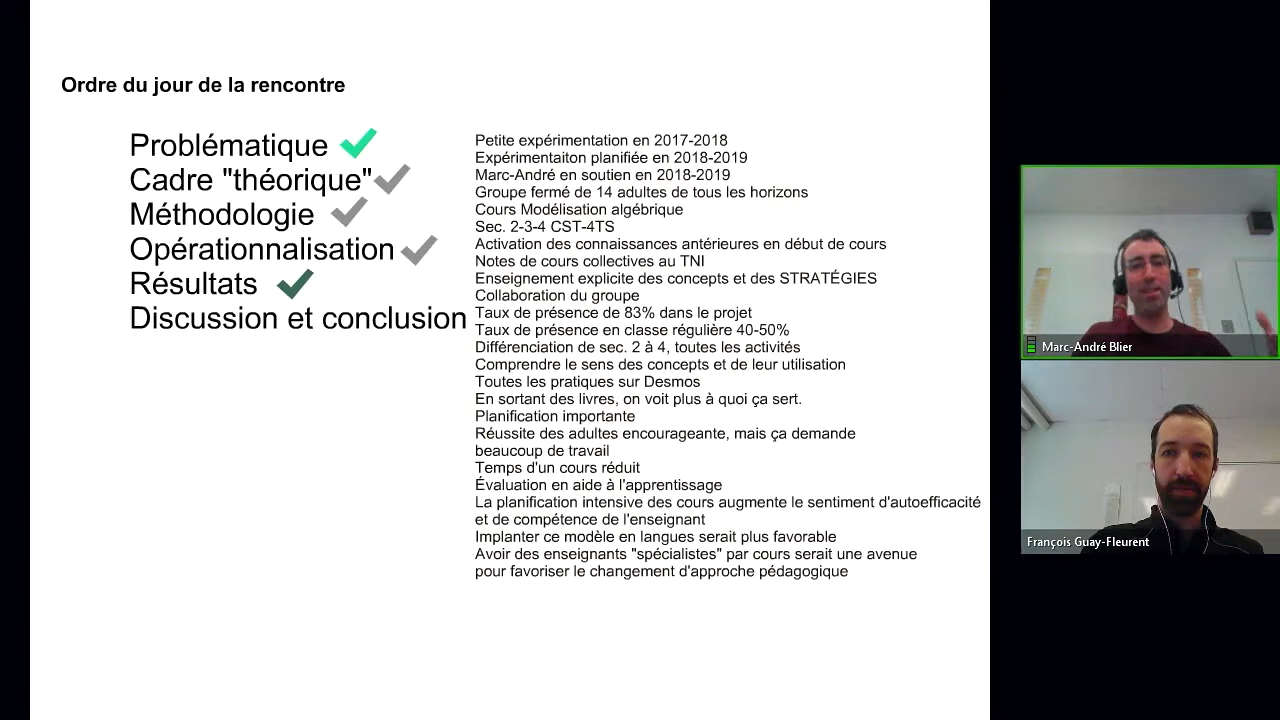 Ordre du jour de la rencontre
Problématique
Cadre "théorique"
Méthodologie
Opérationnalisation
Résultats
Discussion et conclusion
Petite expérimentation en 2017-2018
Expérimentaiton planifiée en 2018-2019
Marc-André en soutien en 2018-2019
Groupe fermé de 14 adultes de tous les horizons
Cours Modélisation algébrique
Sec. 2-3-4 CST-4TS
Activation des connaissances antérieures en début de cours
Notes de cours collectives au TNI
Enseignement explicite des concepts et des STRATÉGIES
Collaboration du groupe
Taux de présence de 83% dans le projet
Taux de présence en classe régulière 40-50%
Différenciation de sec. 2 à 4, toutes les activités
Comprendre le sens des concepts et de leur utilisation
Toutes les pratiques sur Desmos
En sortant des livres, on voit plus à quoi ça sert.
Planification importante
Réussite des adultes encourageante, mais ça demande
beaucoup de travail
Temps d'un cours réduit
Évaluation en aide à l'apprentissage
La planification intensive des cours augmente le sentiment d'autoefficacité
et de compétence de l'enseignant
Implanter ce modèle en langues serait plus favorable
Avoir des enseignants "spécialistes" par cours serait une avenue
pour favoriser le changement d'approche pédagogique
Marc-André Blier
François Guay-Fleurent